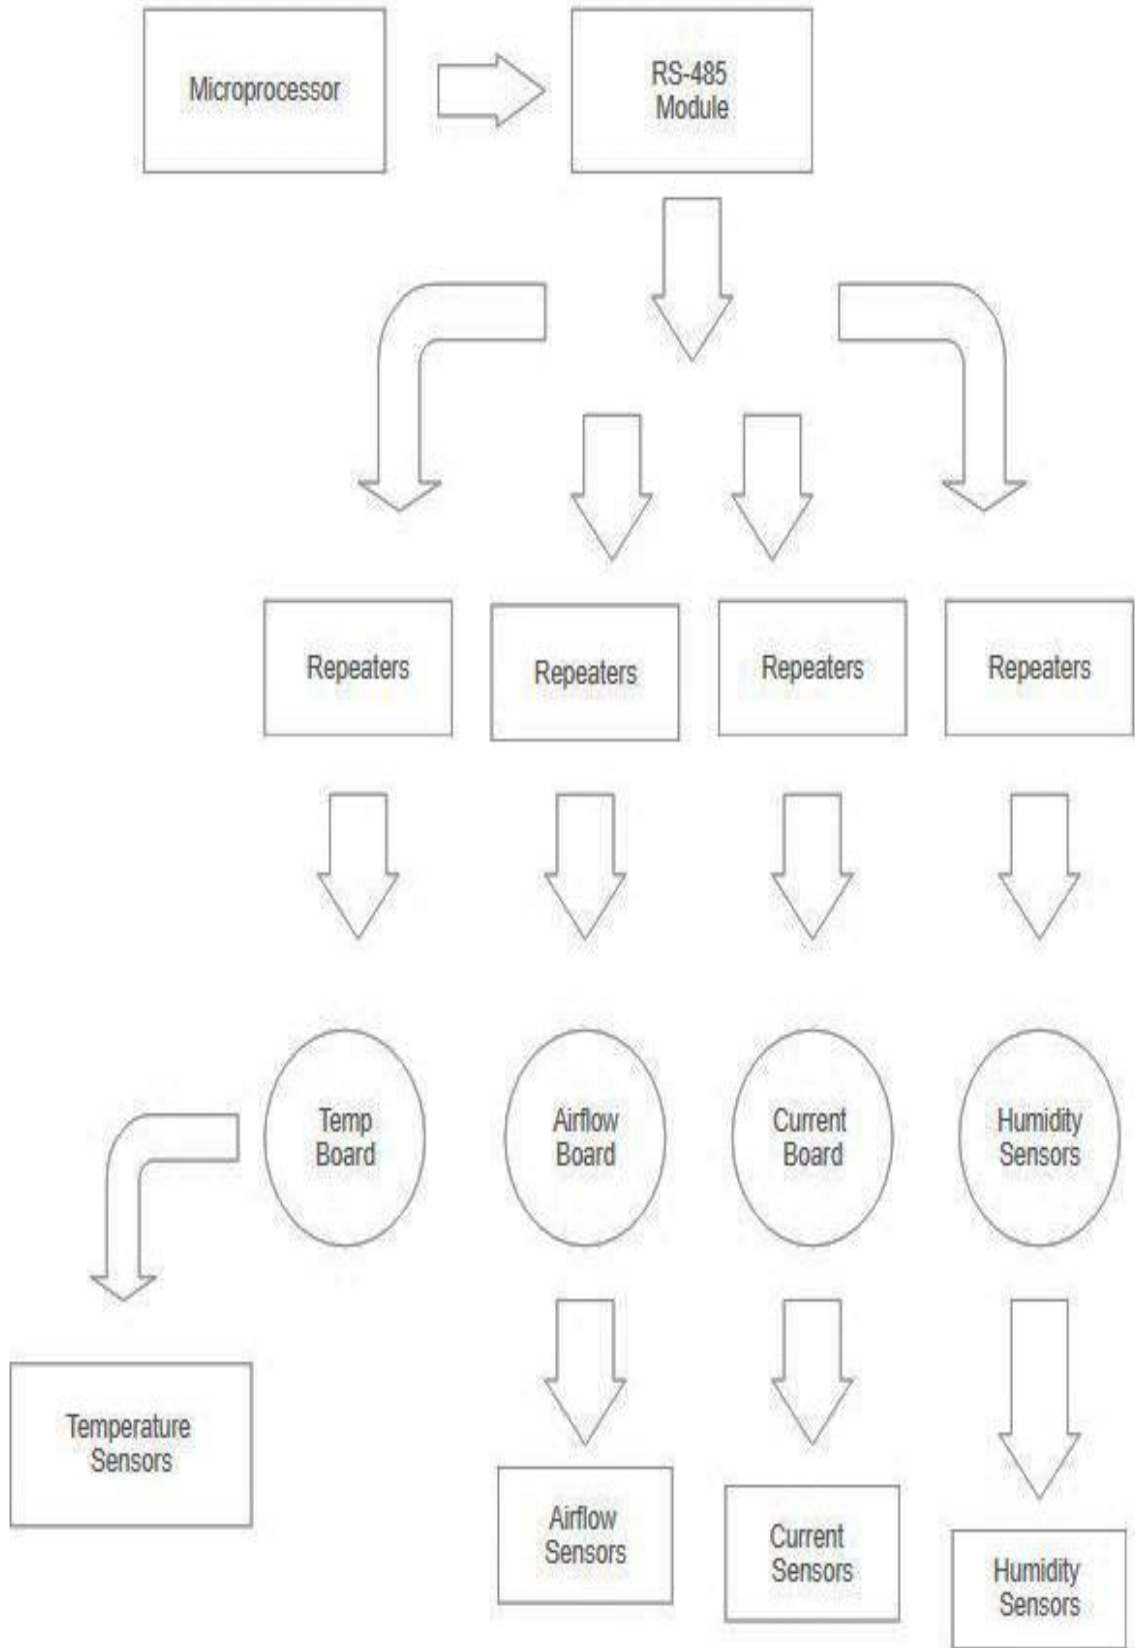 Microprocessor
RS-485
Module
Repeaters
Repeaters
Repeaters
Repeaters
Temp
Board
Airflow
Board
Current
Board
Humidity
Sensors
Temperature
Sensors
Airflow
Sensors
Current
Sensors
Humidity
Sensors